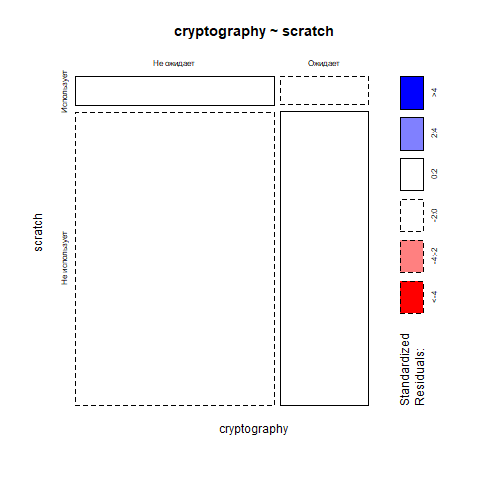 cryptography ~ scratch
Не ожидает
Ожидает
Использует
Не использует
scratch
cryptography
>4
2:4
0:2
-2:0
-4:-2
<-4
Standardized
Residuals: